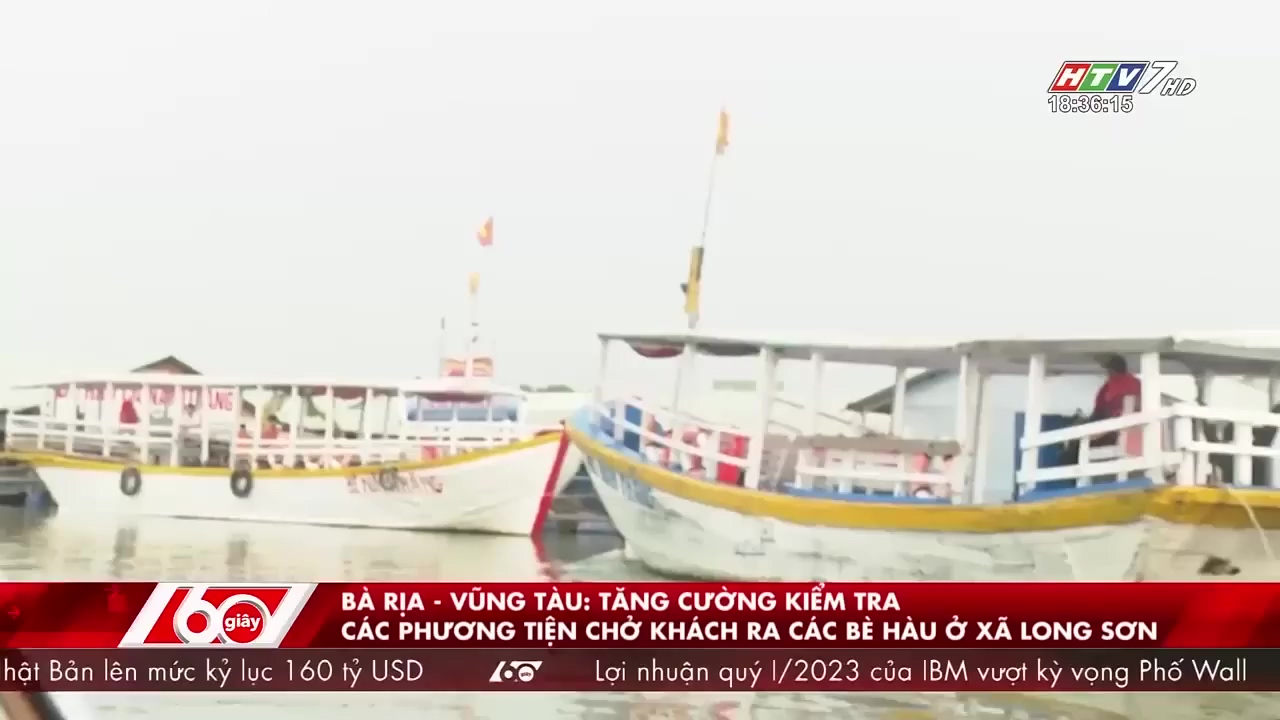 HTV7 HD
18:36:15
60 giây
BÀ RỊA - VŨNG TÀU: TĂNG CƯỜNG KIỂM TRA
CÁC PHƯƠNG TIỆN CHỞ KHÁCH RA CÁC BÈ HÀU Ở XÃ LONG SƠN
hật Bản lên mức kỷ lục 160 tỷ USD 60 giây Lợi nhuận quý I/2023 của IBM vượt kỳ vọng Phố Wall